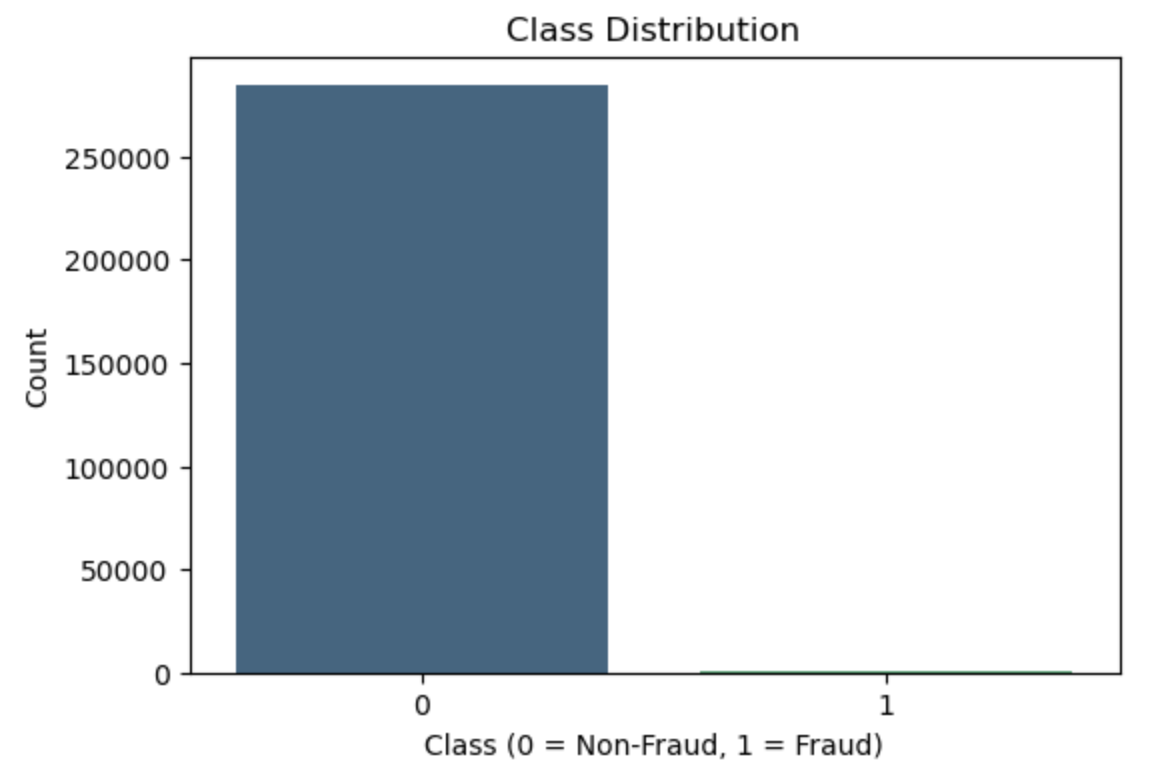 Class Distribution
Count
250000
200000
150000
100000
50000
0
0 1
Class (0 = Non-Fraud, 1 = Fraud)